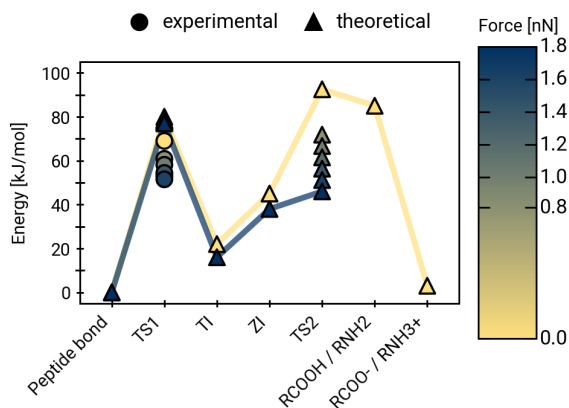 experimental
theoretical
Force [nN]
Energy [kJ/mol]
100
80
60
40
20
0
1.8
1.6
1.4
1.2
1.0
0.8
0.0
Peptide bond
TS1
TI
ZI
TS2
RCOOH / RNH2
RCOO- / RNH3+